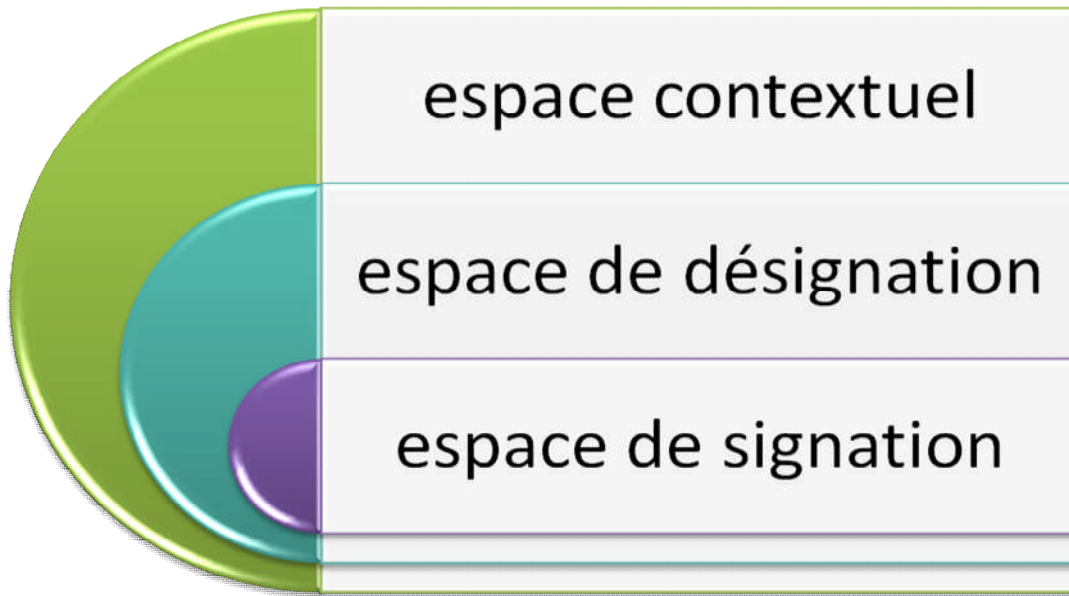 espace contextuel
espace de désignation
espace de signation